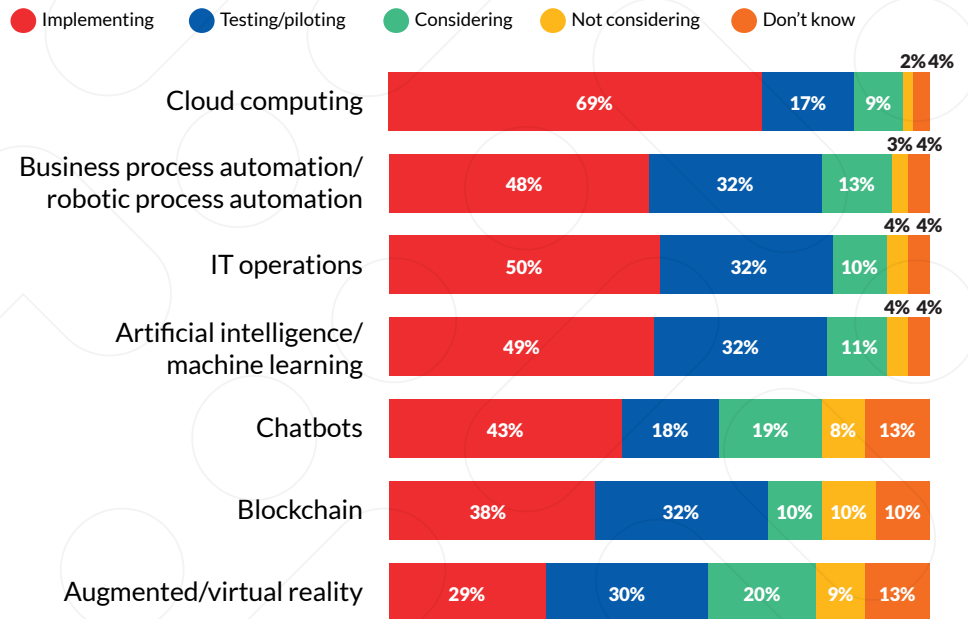 Implementing Testing/piloting Considering Not considering Don't know
2% 4%
Cloud computing 69% 17% 9%
3% 4%
Business process automation/
robotic process automation 48% 32% 13%
4% 4%
IT operations 50% 32% 10%
4% 4%
Artificial intelligence/
machine learning 49% 32% 11%
Chatbots 43% 18% 19% 8% 13%
Blockchain 38% 32% 10% 10% 10%
Augmented/virtual reality 29% 30% 20% 9% 13%